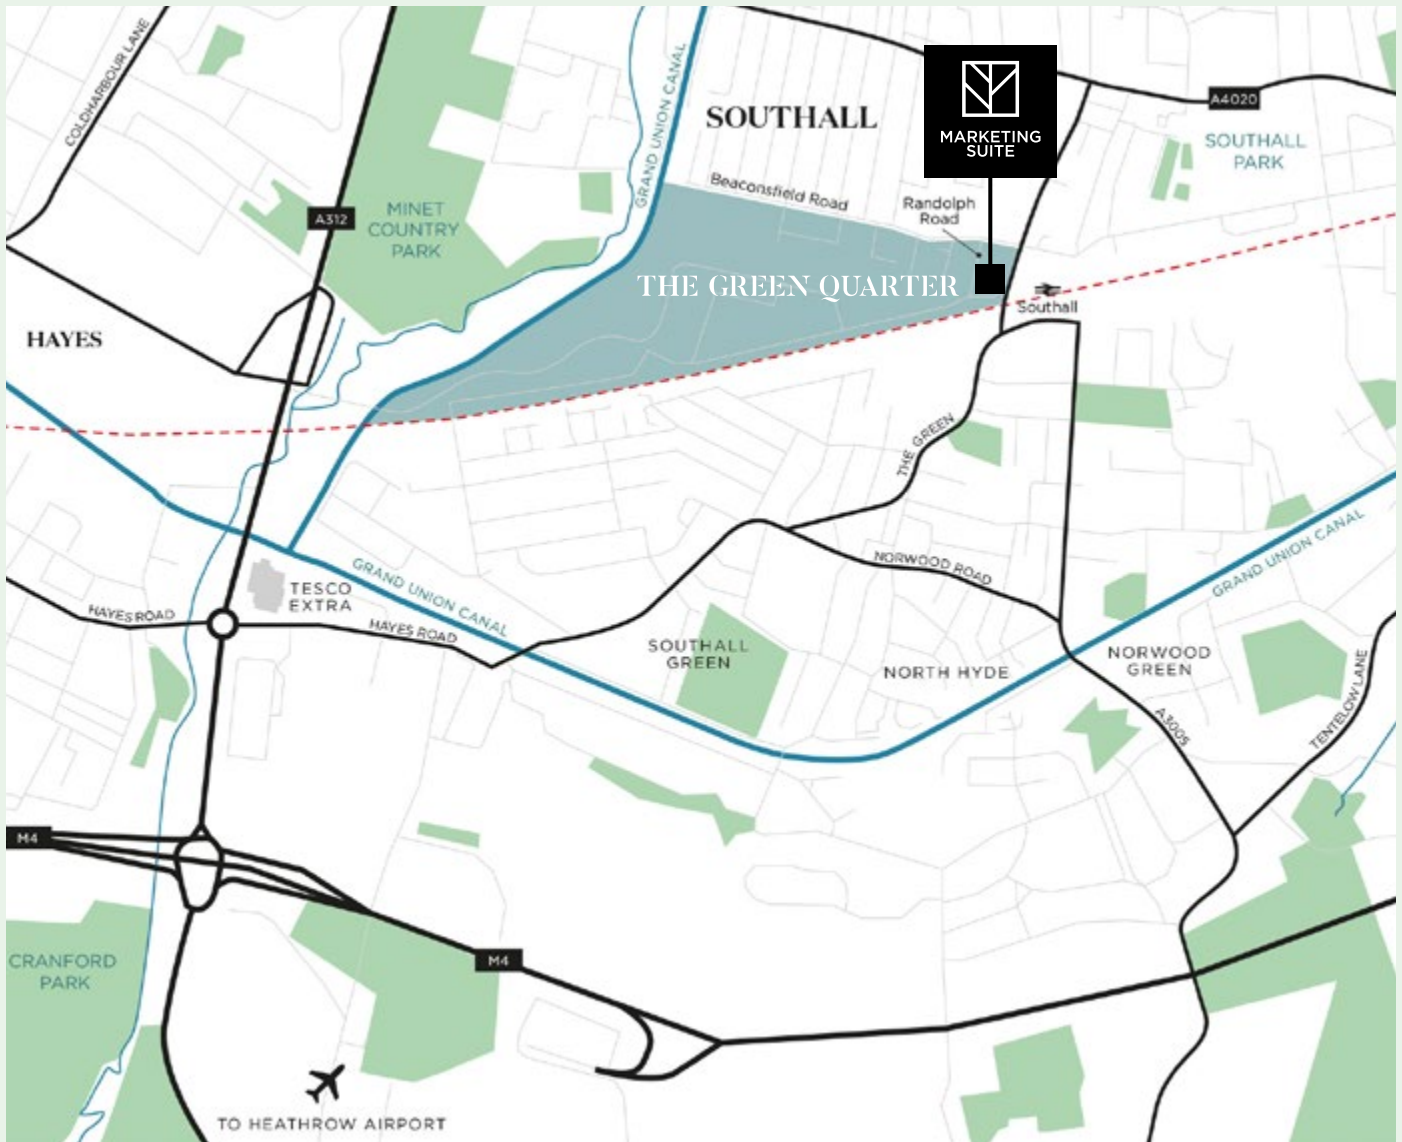 COLDHARBOUR LANE
GRAND UNION CANAL
SOUTHALL
MARKETING
SUITE
A4020
SOUTHALL
PARK
Beaconsfield Road
Randolph
Road
A312
MINET
COUNTRY
PARK
THE GREEN QUARTER
Southall
HAYES
THE GREEN
GRAND UNION CANAL
NORWOOD ROAD
TESCO
EXTRA
GRAND UNION CANAL
HAYES ROAD
HAYES ROAD
SOUTHALL
GREEN
NORTH HYDE
NORWOOD
GREEN
TENTELOW LANE
A3005
M4
CRANFORD
PARK
M4
TO HEATHROW AIRPORT